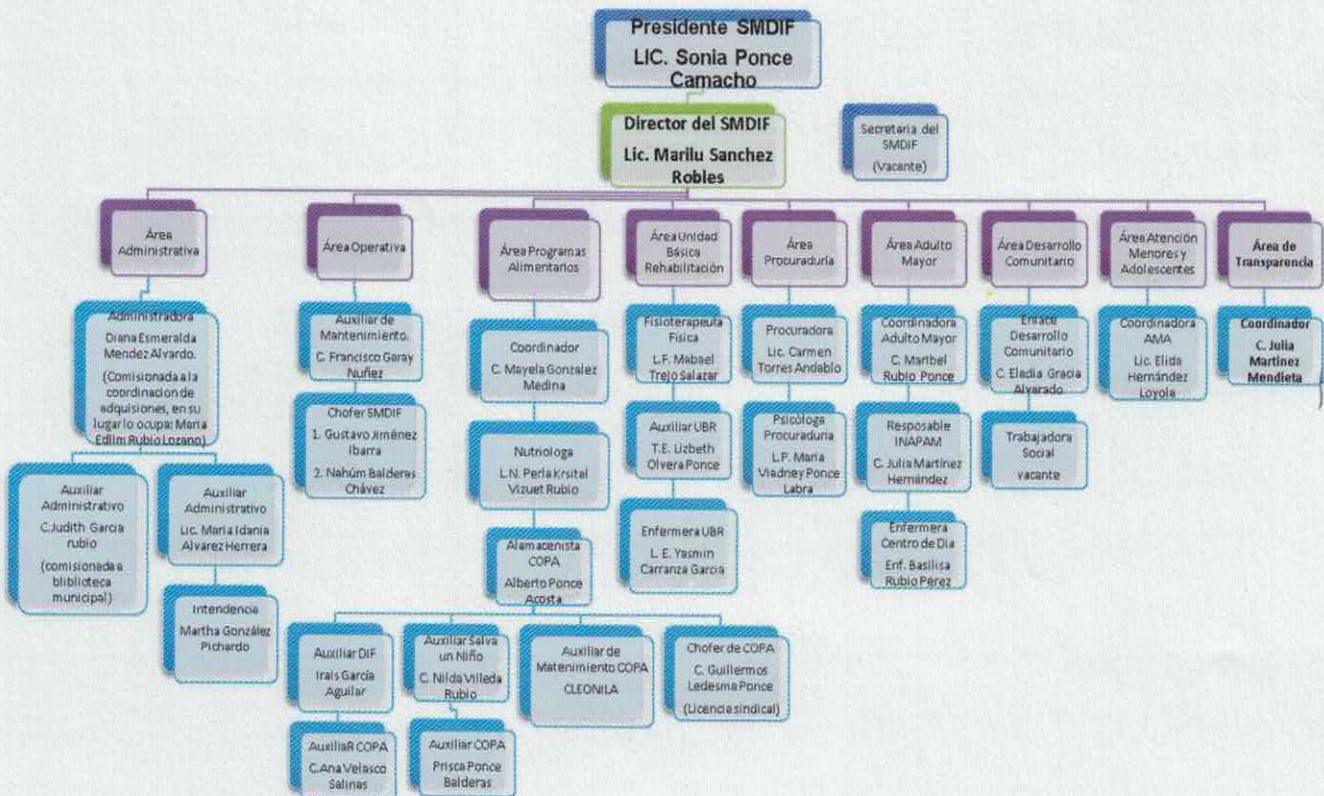 Presidente SMDIF
LIC. Sonia Ponce
Camacho
Director del SMDIF
Lic. Marilu Sanchez
Robles
Secretaria del
SMDIF
(Vacante)
Área
Administrativa
Área Operativa
Área Programas
Alimentarios
Área Unidad
Básica
Rehabilitación
Área
Procuraduría
Área Adulto
Mayor
Área Desarrollo
Comunitario
Área Atención
Menores y
Adolescentes
Área de
Transparencia
Administradora
Diana Esmeralda
Mendez Alvardo.
(Comisionada a la
coordinacion de
adquisiones, en su
lugar lo ocupa: Maria
Edlim Rubio Lozano)
Auxiliar
Administrativo
C.Judith Garcia
rubio
(comisionada a
bliblioteca
municipal)
Auxiliar
Administrativo
Lic. Maria Idania
Alvarez Herrera
Intendencia
Martha González
Pichardo
Auxiliar de
Mantenimiento.
C. Francisco Garay
Nuñez
Chofer SMDIF
1. Gustavo Jiménez
Ibarra
2. Nahúm Balderas
Chávez
Coordinador
C. Mayela Gonzalez
Medina
Nutriologa
L.N. Perla Krsital
Vizuet Rubio
Alamacenista
COPA
Alberto Ponce
Acosta
Auxiliar DIF
Irais García
Aguilar
AuxiliaR COPA
C.Ana Velasco
Salinas
Auxiliar Salva
un Niño
C. Nilda Villeda
Rubio
Auxiliar COPA
Prisca Ponce
Balderas
Auxiliar de
Matenimiento COPA
CLEONILA
Chofer de COPA
C. Guillermos
Ledesma Ponce
(Licencia sindical)
Fisioterapeuta
Física
L.F. Mabael
Trejo Salazar
Auxiliar UBR
T.E. Lizbeth
Olvera Ponce
Enfermera UBR
L. E. Yasmin
Carranza Garcia
Procuradora
Lic. Carmen
Torres Andablo
Psicóloga
Procuraduría
L.P. Maria
Viadney Ponce
Labra
Coordinadora
Adulto Mayor
C. Maribel
Rubio Ponce
Resposable
INAPAM
C. Julia Martínez
Hernández
Enfermera
Centro de Dia
Enf. Basilisa
Rubio Pérez
Enlace
Desarrollo
Comunitario
C. Eladia Gracia
Alvarado
Trabajadora
Social
vacante
Coordinadora
AMA
Lic. Elida
Hernández
Loyola
Coordinador
C. Julia
Martínez
Mendieta